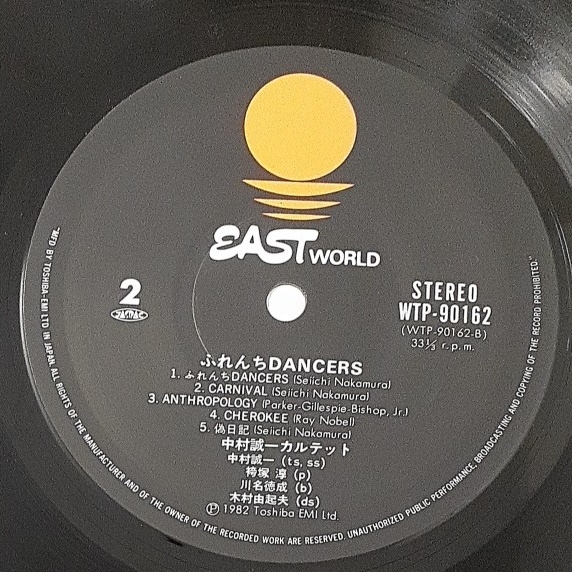 EAST WORLD
2
JASRAC
STEREO
WTP-90162
(WTP-90162-B)
33⅓ r.p.m.
ふれんちDANCERS
1. ふれんちDANCERS (Seiichi Nakamura)
2. CARNIVAL (Seiichi Nakamura)
3. ANTHROPOLOGY (Parker-Gillespie-Bishop, Jr.)
4. CHEROKEE (Ray Nobel)
5. 偽日記 (Seiichi Nakamura)
中村誠一カルテット
中村誠一 (ts, ss)
袴塚 淳 (p)
川名徳成 (b)
木村由起夫 (ds)
Ⓟ 1982 Toshiba EMI Ltd.
"MFD BY TOSHIBA-EMI LTD IN JAPAN. ALL RIGHTS OF THE MANUFACTURER AND OF THE OWNER OF THE RECORDED WORK ARE RESERVED. UNAUTHORIZED PUBLIC PERFORMANCE, BROADCASTING AND COPYING OF THE RECORD PROHIBITED."